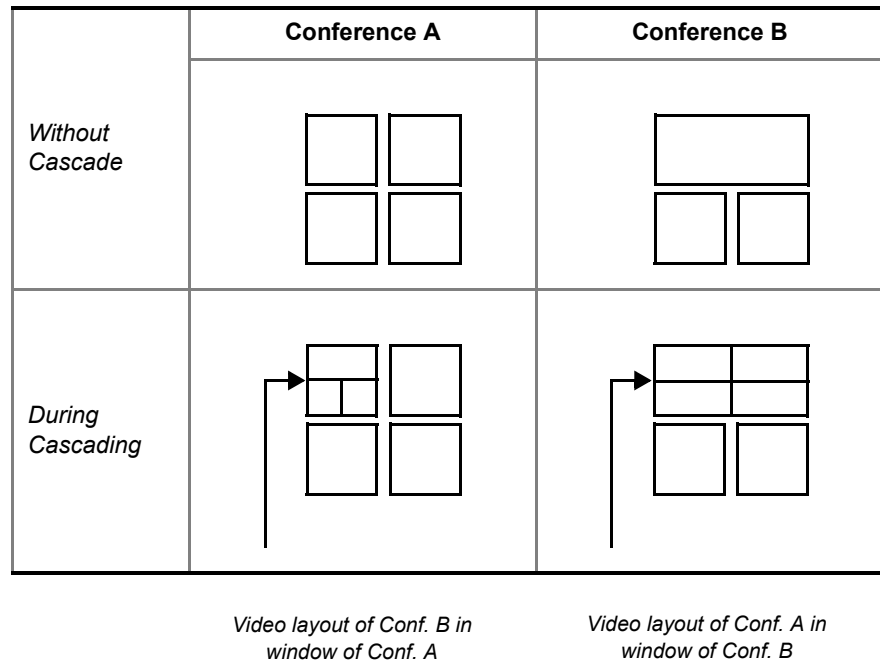 Conference A
Conference B
Without
Cascade
During
Cascading
Video layout of Conf. B in
window of Conf. A
Video layout of Conf. A in
window of Conf. B